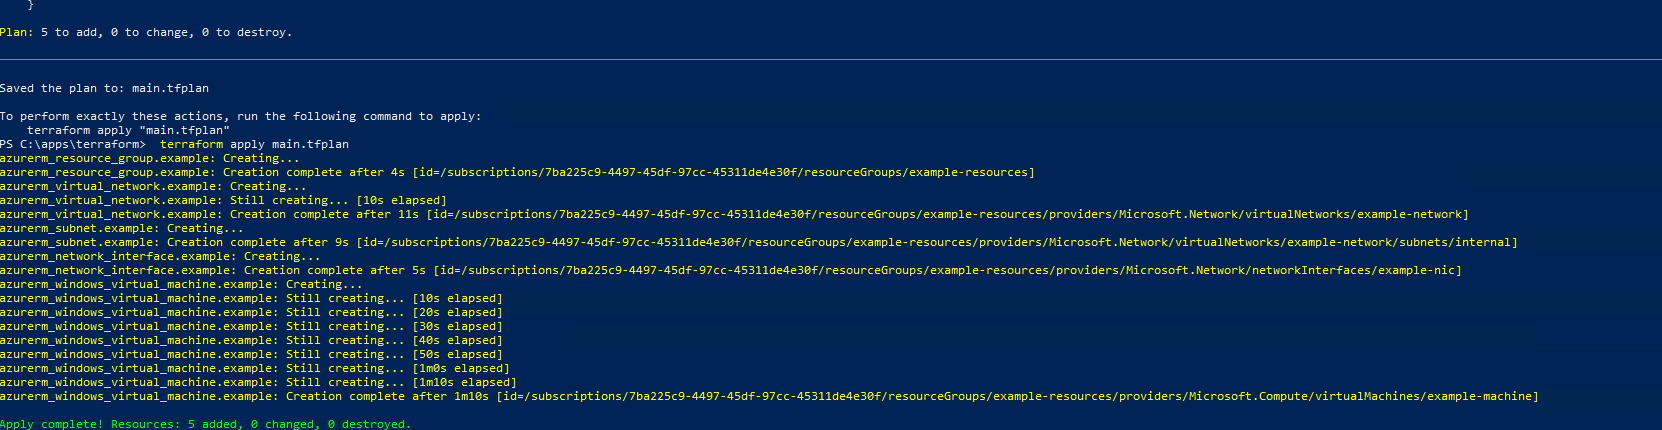 }
Plan: 5 to add, 0 to change, 0 to destroy.
Saved the plan to: main.tfplan
To perform exactly these actions, run the following command to apply:
terraform apply "main.tfplan"
PS C:\apps\terraform>  terraform apply main.tfplan
azurerm_resource_group.example: Creating...
azurerm_resource_group.example: Creation complete after 4s [id=/subscriptions/7ba225c9-4497-45df-97cc-45311de4e30f/resourceGroups/example-resources]
azurerm_virtual_network.example: Creating...
azurerm_virtual_network.example: Still creating... [10s elapsed]
azurerm_virtual_network.example: Creation complete after 11s [id=/subscriptions/7ba225c9-4497-45df-97cc-45311de4e30f/resourceGroups/example-resources/providers/Microsoft.Network/virtualNetworks/example-network]
azurerm_subnet.example: Creating...
azurerm_subnet.example: Creation complete after 9s [id=/subscriptions/7ba225c9-4497-45df-97cc-45311de4e30f/resourceGroups/example-resources/providers/Microsoft.Network/virtualNetworks/example-network/subnets/internal]
azurerm_network_interface.example: Creating...
azurerm_network_interface.example: Creation complete after 5s [id=/subscriptions/7ba225c9-4497-45df-97cc-45311de4e30f/resourceGroups/example-resources/providers/Microsoft.Network/networkInterfaces/example-nic]
azurerm_windows_virtual_machine.example: Creating...
azurerm_windows_virtual_machine.example: Still creating... [10s elapsed]
azurerm_windows_virtual_machine.example: Still creating... [20s elapsed]
azurerm_windows_virtual_machine.example: Still creating... [30s elapsed]
azurerm_windows_virtual_machine.example: Still creating... [40s elapsed]
azurerm_windows_virtual_machine.example: Still creating... [50s elapsed]
azurerm_windows_virtual_machine.example: Still creating... [1m0s elapsed]
azurerm_windows_virtual_machine.example: Still creating... [1m10s elapsed]
azurerm_windows_virtual_machine.example: Creation complete after 1m10s [id=/subscriptions/7ba225c9-4497-45df-97cc-45311de4e30f/resourceGroups/example-resources/providers/Microsoft.Compute/virtualMachines/example-machine]
Apply complete! Resources: 5 added, 0 changed, 0 destroyed.